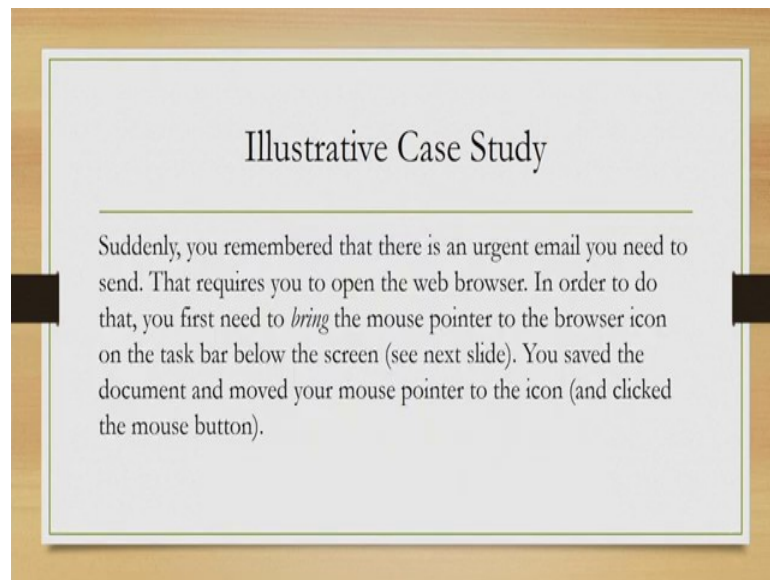 Illustrative Case Study
Suddenly, you remembered that there is an urgent email you need to
send. That requires you to open the web browser. In order to do
that, you first need to bring the mouse pointer to the browser icon
on the task bar below the screen (see next slide). You saved the
document and moved your mouse pointer to the icon (and clicked
the mouse button).